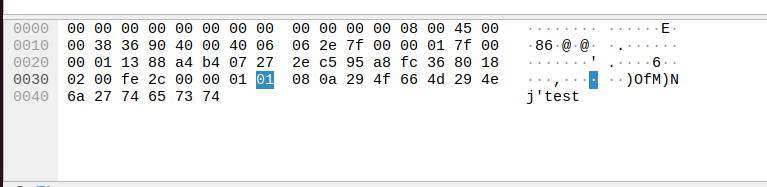 0000 00 00 00 00 00 00 00 00 00 00 00 00 08 00 45 00 ········ ······E·
0010 00 38 36 90 40 00 40 06 06 2e 7f 00 00 01 7f 00 ·86·@·@· ·.······
0020 00 01 13 88 a4 b4 07 27 2e c5 95 a8 fc 36 80 18 ·······' .····6··
0030 02 00 fe 2c 00 00 01 01 08 0a 29 4f 66 4d 29 4e ···,···· ··)OfM)N
0040 6a 27 74 65 73 74 j'test